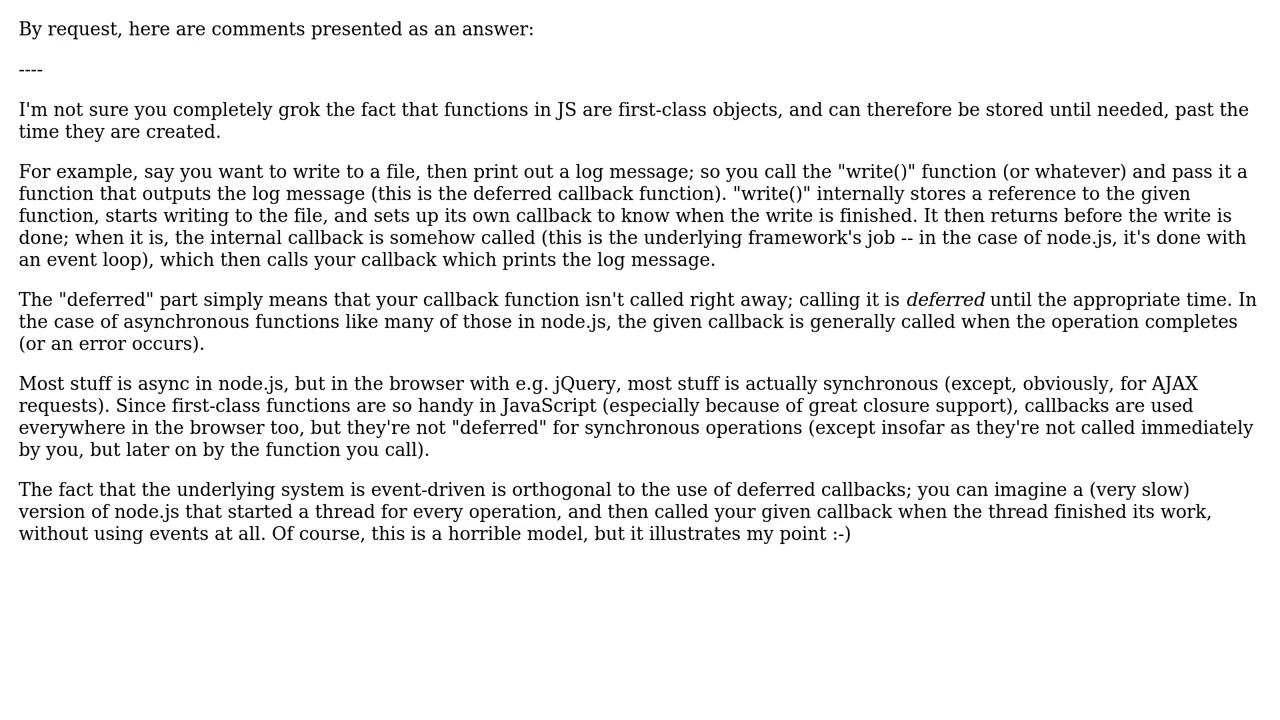 By request, here are comments presented as an answer:
----
I'm not sure you completely grok the fact that functions in JS are first-class objects, and can therefore be stored until needed, past the
time they are created.
For example, say you want to write to a file, then print out a log message; so you call the "write()" function (or whatever) and pass it a
function that outputs the log message (this is the deferred callback function). "write()" internally stores a reference to the given
function, starts writing to the file, and sets up its own callback to know when the write is finished. It then returns before the write is
done; when it is, the internal callback is somehow called (this is the underlying framework's job -- in the case of node.js, it's done with
an event loop), which then calls your callback which prints the log message.
The "deferred" part simply means that your callback function isn't called right away; calling it is deferred until the appropriate time. In
the case of asynchronous functions like many of those in node.js, the given callback is generally called when the operation completes
(or an error occurs).
Most stuff is async in node.js, but in the browser with e.g. jQuery, most stuff is actually synchronous (except, obviously, for AJAX
requests). Since first-class functions are so handy in JavaScript (especially because of great closure support), callbacks are used
everywhere in the browser too, but they're not "deferred" for synchronous operations (except insofar as they're not called immediately
by you, but later on by the function you call).
The fact that the underlying system is event-driven is orthogonal to the use of deferred callbacks; you can imagine a (very slow)
version of node.js that started a thread for every operation, and then called your given callback when the thread finished its work,
without using events at all. Of course, this is a horrible model, but it illustrates my point :-)